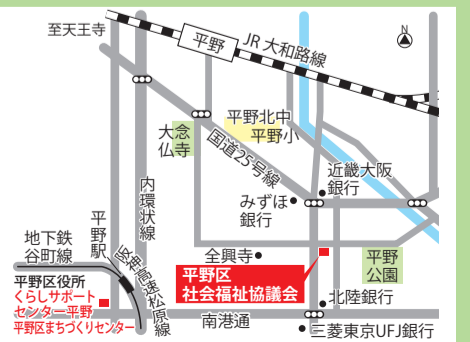 至天王寺
平野
JR大和路線
N
大念
仏寺
平野北中
平野小
国道25号線
近畿大阪
銀行
みずほ
銀行
内環状線
平野駅
地下鉄
谷町線
阪神高速松原線
全興寺
平野
公園
平野区
社会福祉協議会
平野区役所
くらしサポート
センター平野
平野区まちづくりセンター
北陸銀行
南港通
三菱東京UFJ銀行